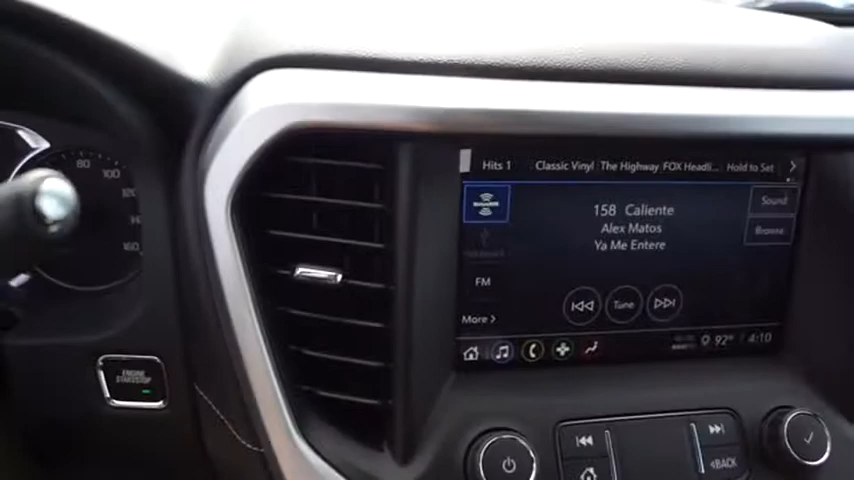 Hits 1 Classic Vinyl The Highway FOX Headli... Hold to Set
80
100
120
160
158 Caliente
Alex Matos
Ya Me Entere
Sound
Browse
FM
More
Tune
92°
4:10
ENGINE
START/STOP
BACK